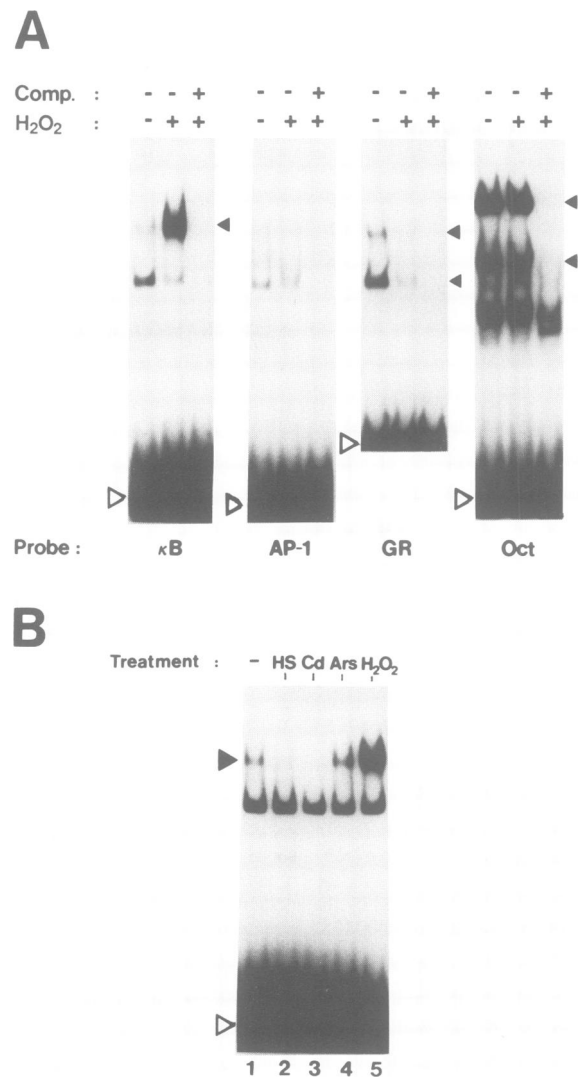 A
Comp. : - - + - - + - - + - - +
H₂O₂ : - + + - + + - + + - + +
Probe : κB AP-1 GR Oct
B
Treatment : - HS Cd Ars H₂O₂
1 2 3 4 5